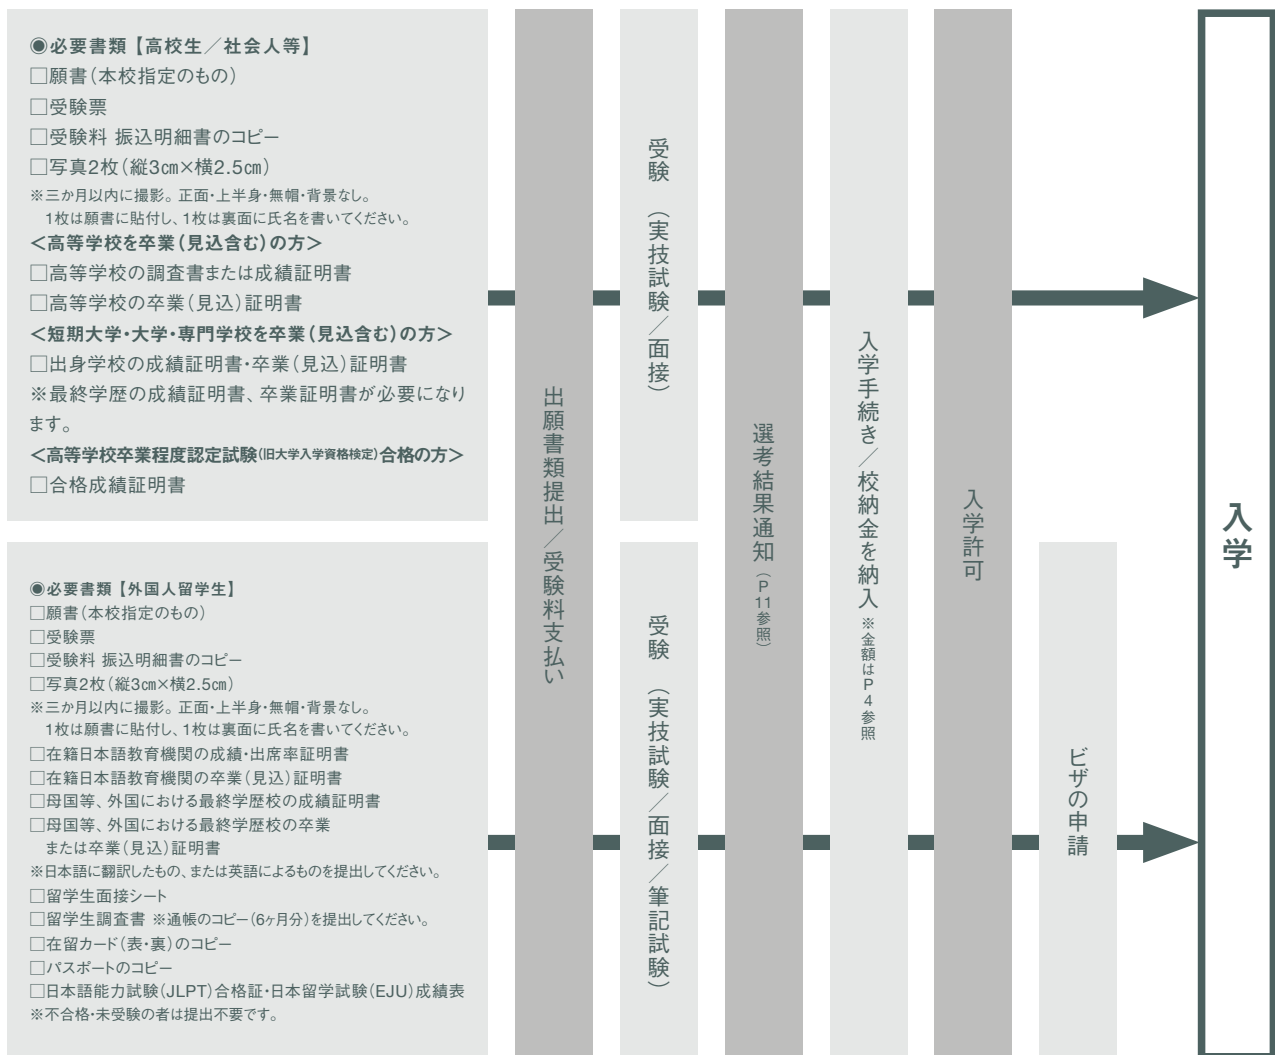 ◉必要書類【高校生／社会人等】
□願書（本校指定のもの）
□受験票
□受験料 振込明細書のコピー
□写真2枚（縦3㎝×横2.5㎝）
※三か月以内に撮影。正面・上半身・無帽・背景なし。
1枚は願書に貼付し、1枚は裏面に氏名を書いてください。
＜高等学校を卒業（見込含む）の方＞
□高等学校の調査書または成績証明書
□高等学校の卒業（見込）証明書
＜短期大学・大学・専門学校を卒業（見込含む）の方＞
□出身学校の成績証明書・卒業（見込）証明書
※最終学歴の成績証明書、卒業証明書が必要になり
ます。
＜高等学校卒業程度認定試験（旧大学入学資格検定）合格の方＞
□合格成績証明書
◉必要書類【外国人留学生】
□願書（本校指定のもの）
□受験票
□受験料 振込明細書のコピー
□写真2枚（縦3㎝×横2.5㎝）
※三か月以内に撮影。正面・上半身・無帽・背景なし。
1枚は願書に貼付し、1枚は裏面に氏名を書いてください。
□在籍日本語教育機関の成績・出席率証明書
□在籍日本語教育機関の卒業（見込）証明書
□母国等、外国における最終学歴校の成績証明書
□母国等、外国における最終学歴校の卒業
または卒業（見込）証明書
※日本語に翻訳したもの、または英語によるものを提出してください。
□留学生面接シート
□留学生調査書 ※通帳のコピー（6ヶ月分）を提出してください。
□在留カード（表・裏）のコピー
□パスポートのコピー
□日本語能力試験（JLPT）合格証・日本留学試験（EJU）成績表
※不合格・未受験の者は提出不要です。
出願書類提出／受験料支払い
受験 （実技試験／面接）
受験 （実技試験／面接／筆記試験）
選考結果通知（P11参照）
入学手続き／校納金を納入 ※金額はP4参照
入学許可
ビザの申請
入学